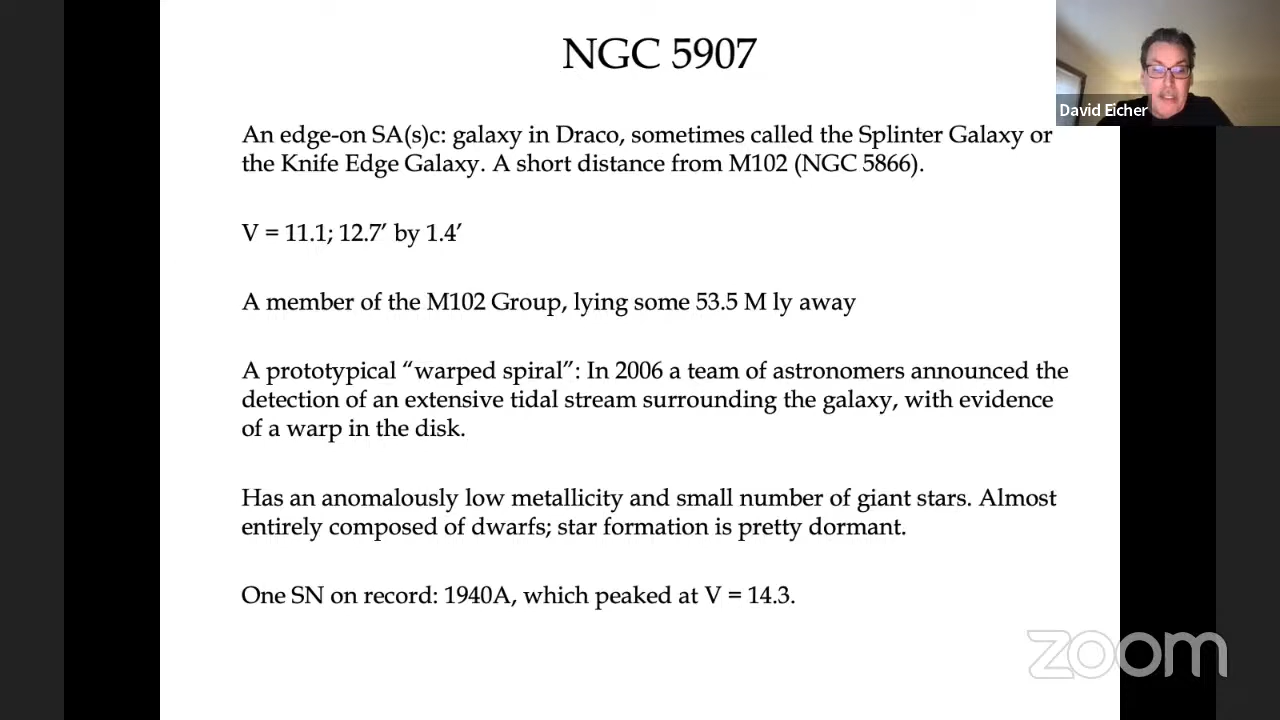 NGC 5907
David Eicher
An edge-on SA(s)c: galaxy in Draco, sometimes called the Splinter Galaxy or
the Knife Edge Galaxy. A short distance from M102 (NGC 5866).
V = 11.1; 12.7′ by 1.4′
A member of the M102 Group, lying some 53.5 M ly away
A prototypical “warped spiral”: In 2006 a team of astronomers announced the
detection of an extensive tidal stream surrounding the galaxy, with evidence
of a warp in the disk.
Has an anomalously low metallicity and small number of giant stars. Almost
entirely composed of dwarfs; star formation is pretty dormant.
One SN on record: 1940A, which peaked at V = 14.3.
zoom